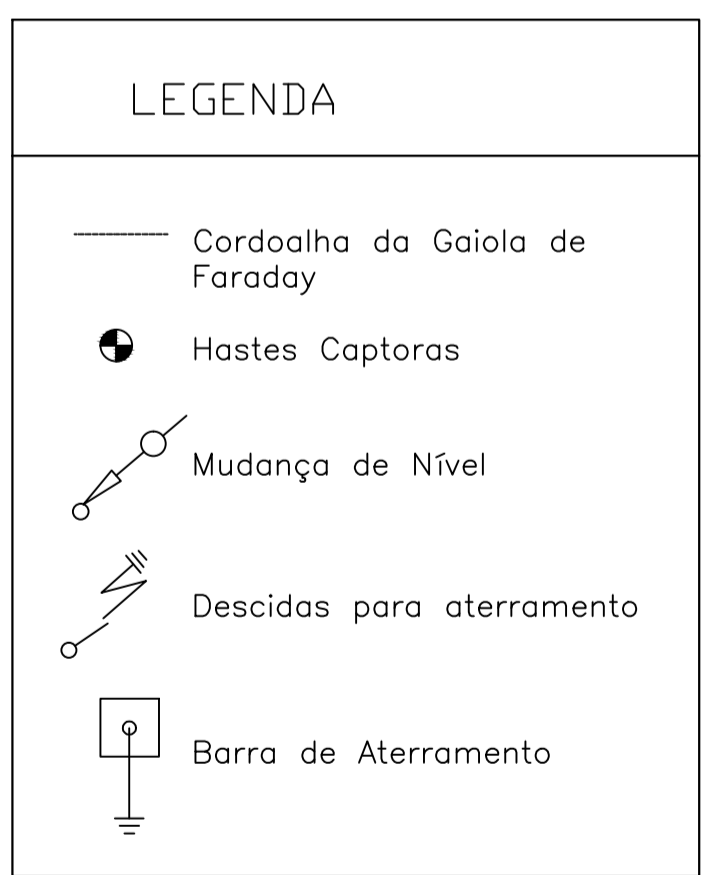 LEGENDA
Cordoalha da Gaiola de
Faraday
Hastes Captoras
Mudança de Nível
Descidas para aterramento
Barra de Aterramento